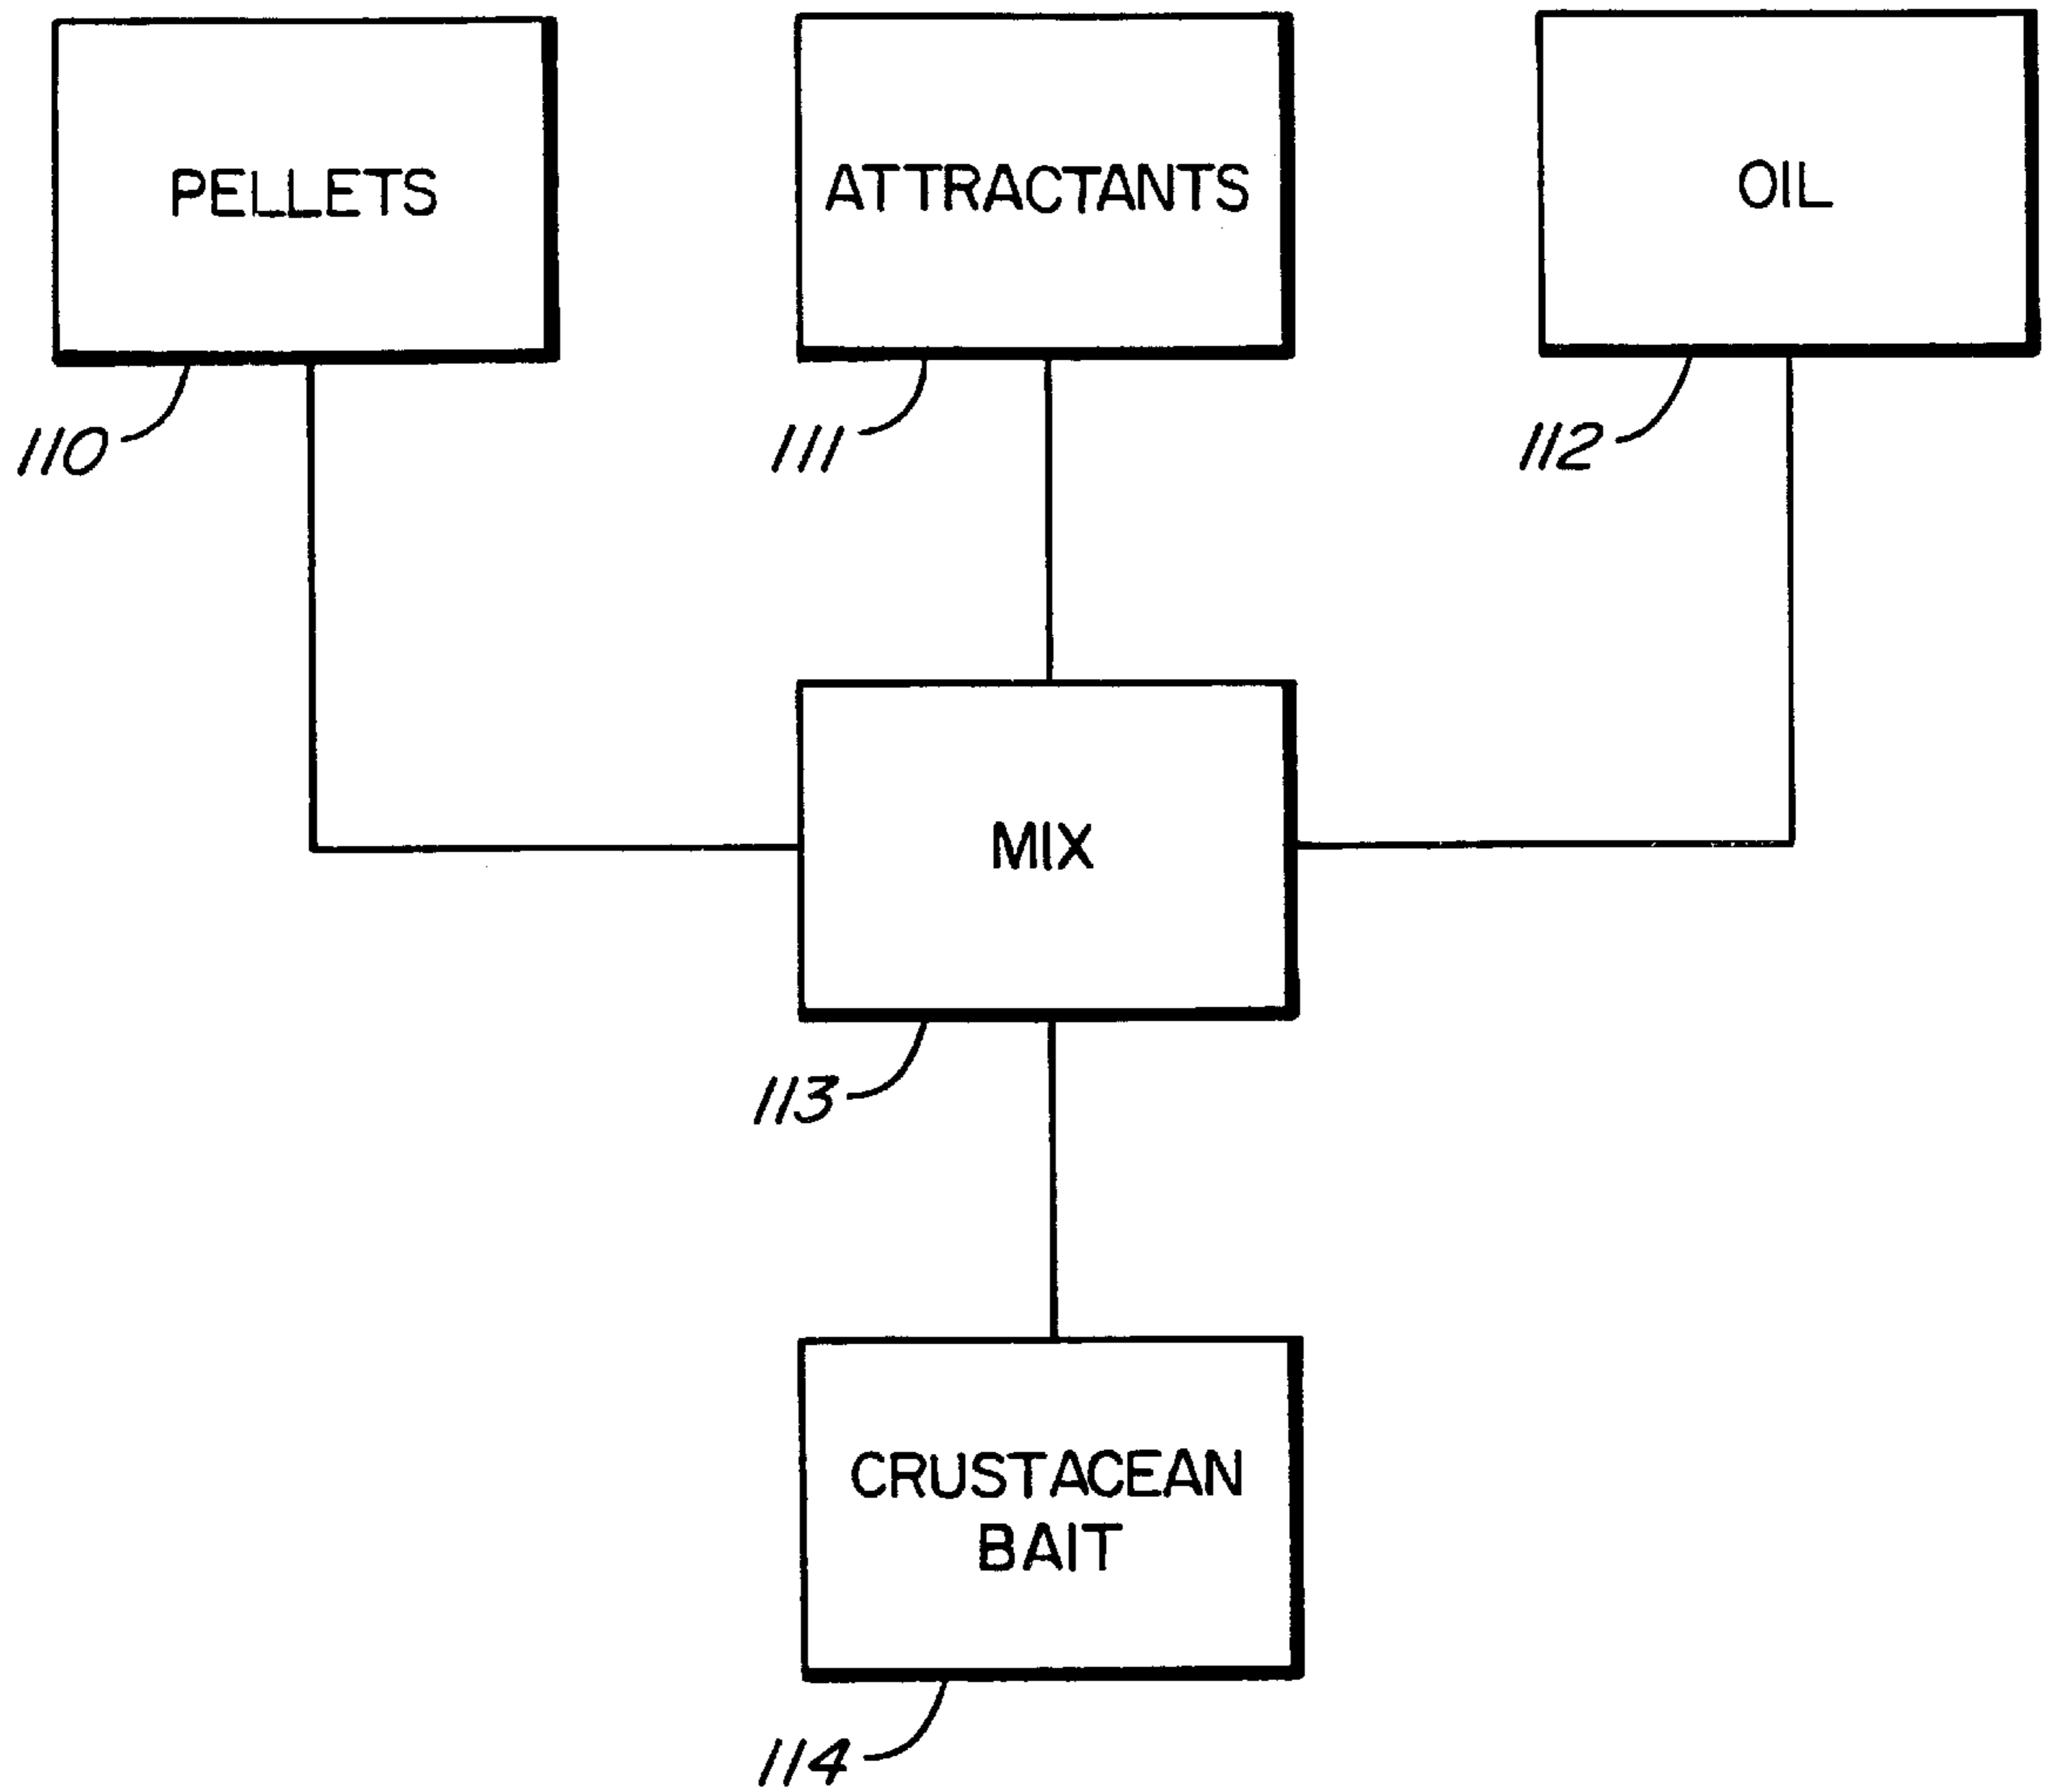 PELLETS
ATTRACTANTS
OIL
110
111
112
MIX
113
CRUSTACEAN
BAIT
114